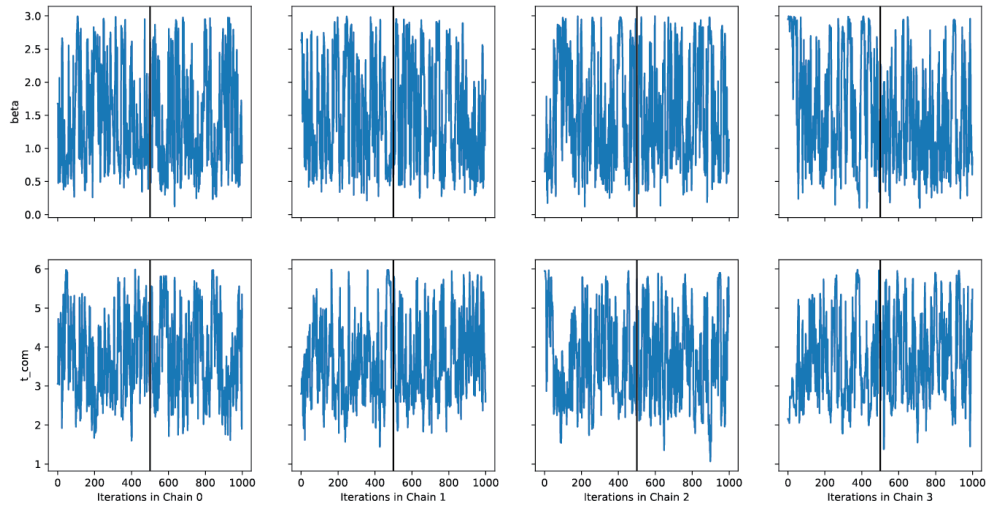 3.0
2.5
2.0
1.5
1.0
0.5
0.0
beta
6
5
4
3
2
1
t_com
0 200 400 600 800 1000
Iterations in Chain 0
0 200 400 600 800 1000
Iterations in Chain 1
0 200 400 600 800 1000
Iterations in Chain 2
0 200 400 600 800 1000
Iterations in Chain 3